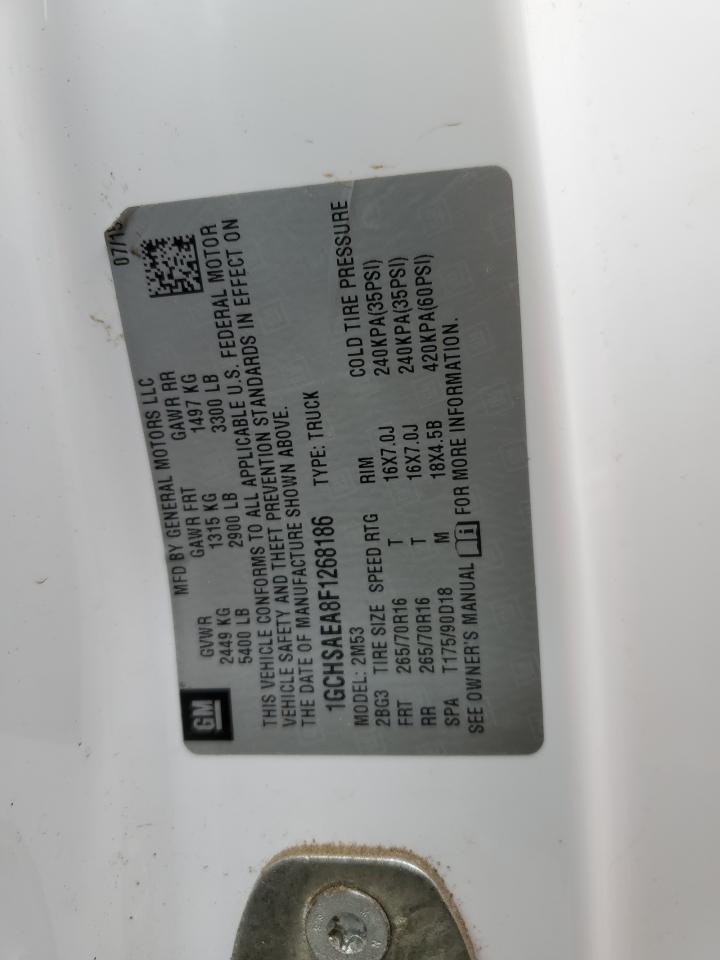 GM
MFD BY GENERAL MOTORS LLC
07/15
GVWR GAWR FRT GAWR RR
2449 KG 1315 KG 1497 KG
5400 LB 2900 LB 3300 LB
THIS VEHICLE CONFORMS TO ALL APPLICABLE U.S. FEDERAL MOTOR
VEHICLE SAFETY AND THEFT PREVENTION STANDARDS IN EFFECT ON
THE DATE OF MANUFACTURE SHOWN ABOVE.
1GCHSAEA8F1268186 TYPE: TRUCK
MODEL: 2M53
2BG3 TIRE SIZE SPEED RTG RIM COLD TIRE PRESSURE
FRT 265/70R16 T 16X7.0J 240KPA(35PSI)
RR 265/70R16 T 16X7.0J 240KPA(35PSI)
SPA T175/90D18 M 18X4.5B 420KPA(60PSI)
SEE OWNER'S MANUAL FOR MORE INFORMATION.